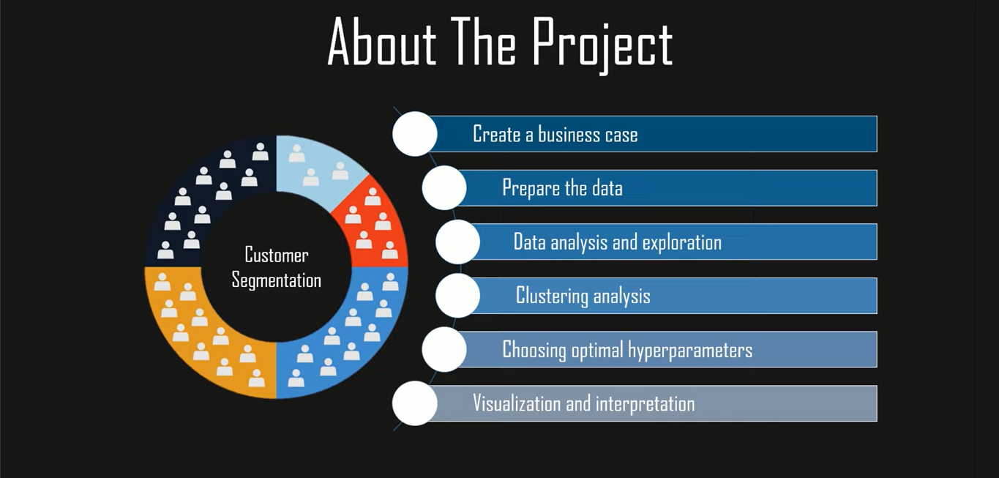 About The Project
Customer
Segmentation
Create a business case
Prepare the data
Data analysis and exploration
Clustering analysis
Choosing optimal hyperparameters
Visualization and interpretation